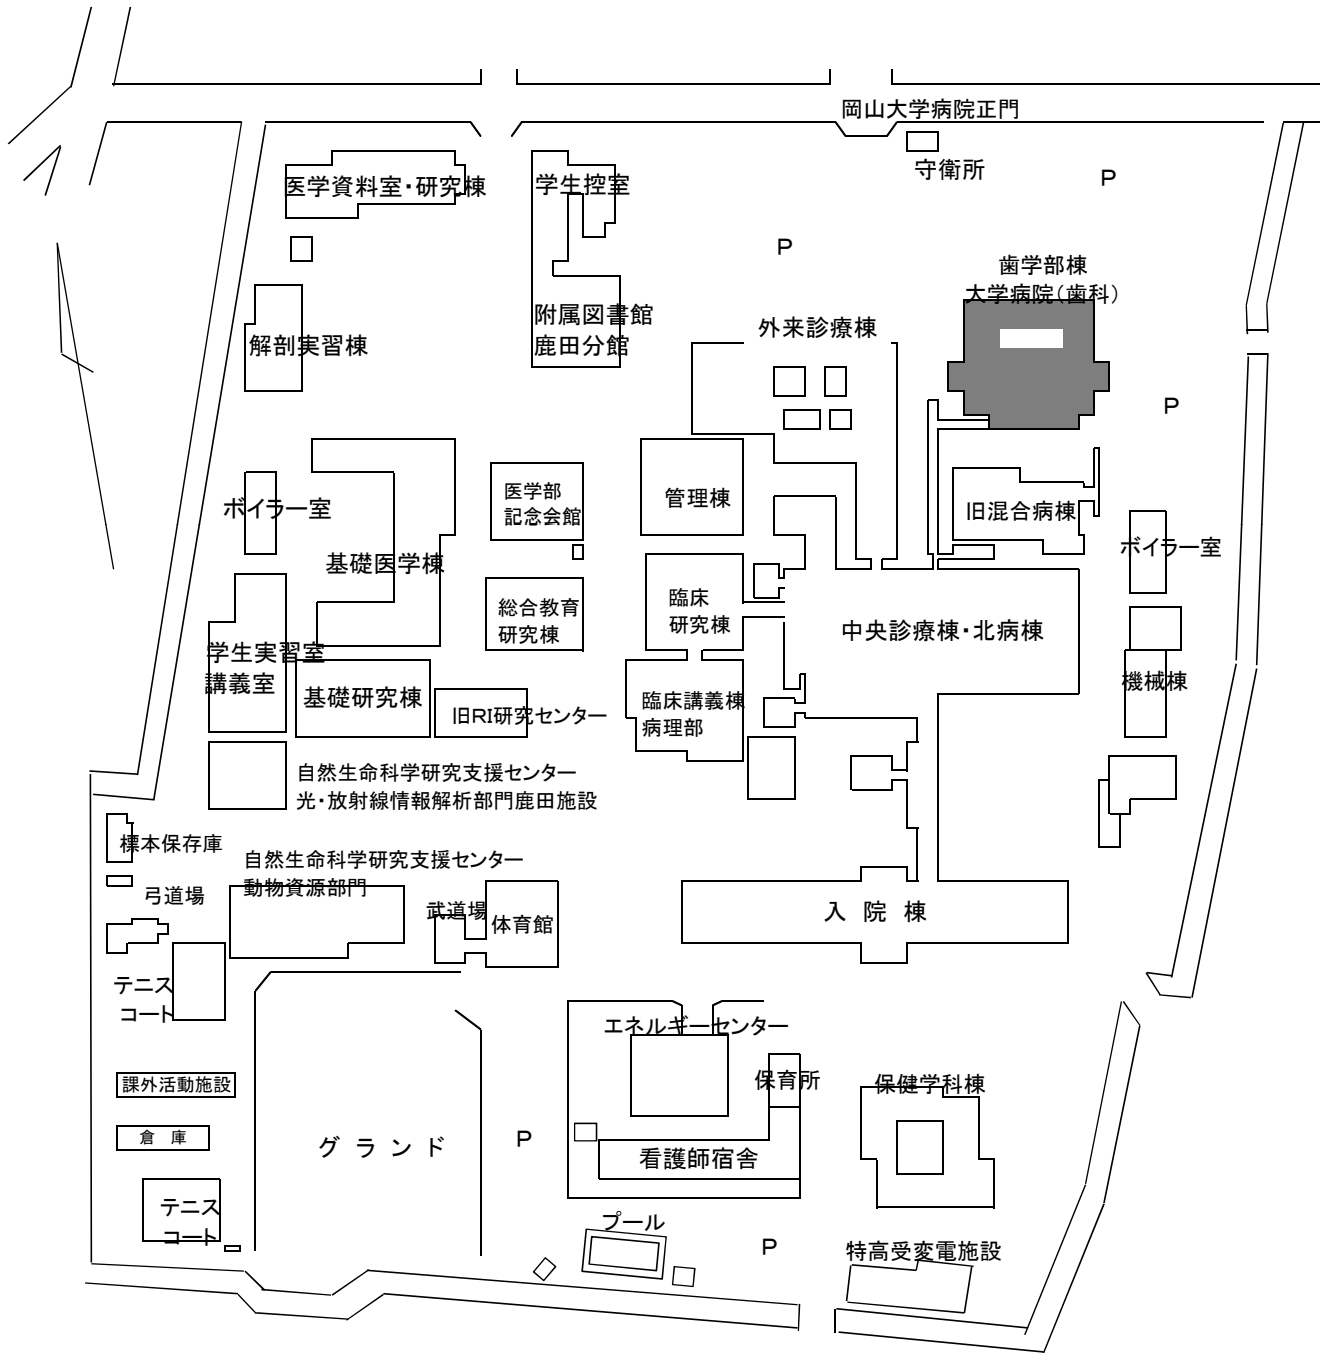 岡山大学病院正門
守衛所
P
医学資料室・研究棟
学生控室
P
歯学部棟
大学病院(歯科)
附属図書館
鹿田分館
外来診療棟
解剖実習棟
P
ボイラー室
医学部
記念会館
管理棟
旧混合病棟
ボイラー室
基礎医学棟
総合教育
研究棟
臨床
研究棟
中央診療棟・北病棟
学生実習室
講義室
基礎研究棟
旧RI研究センター
臨床講義棟
病理部
機械棟
自然生命科学研究支援センター
光・放射線情報解析部門鹿田施設
標本保存庫
自然生命科学研究支援センター
動物資源部門
弓道場
武道場
体育館
入 院 棟
テニス
コート
エネルギーセンター
課外活動施設
保育所
保健学科棟
倉 庫
グ ラ ン ド
P
看護師宿舎
テニス
コート
プール
P
特高受変電施設